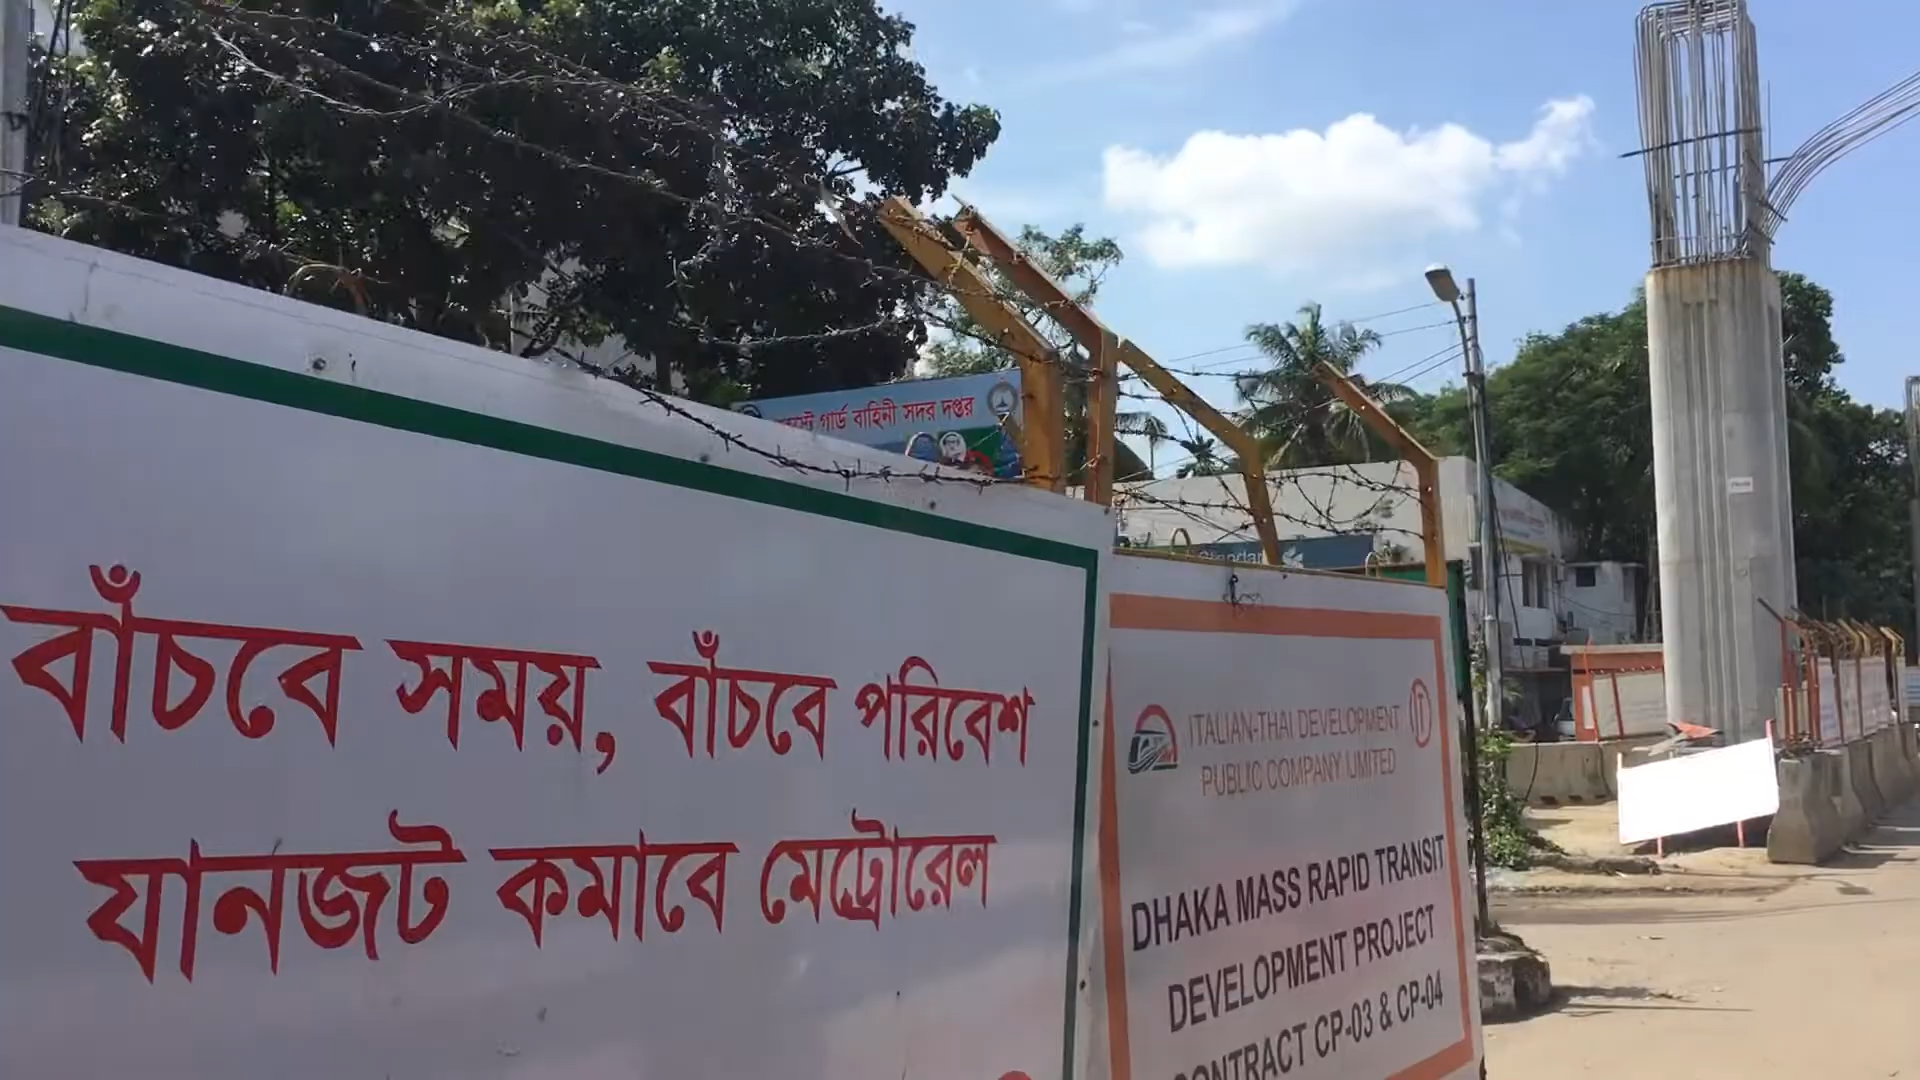 গার্ড বাহিনী সদর দপ্তর
বাঁচবে সময়, বাঁচবে পরিবেশ
যানজট কমাবে মেট্রোরেল
ITALIAN-THAI DEVELOPMENT
PUBLIC COMPANY LIMITED
DHAKA MASS RAPID TRANSIT
DEVELOPMENT PROJECT
CONTRACT CP-03 & CP-04